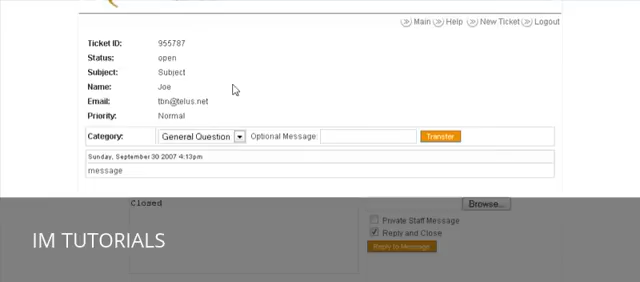 Main Help New Ticket Logout
Ticket ID: 955787
Status: open
Subject: Subject
Name: Joe
Email: tbn@telus.net
Priority: Normal
Category: General Question Optional Message: Transfer
Sunday, September 30 2007 4:13pm
message
Closed Browse...
Private Staff Message
Reply and Close
Reply to Message
IM TUTORIALS